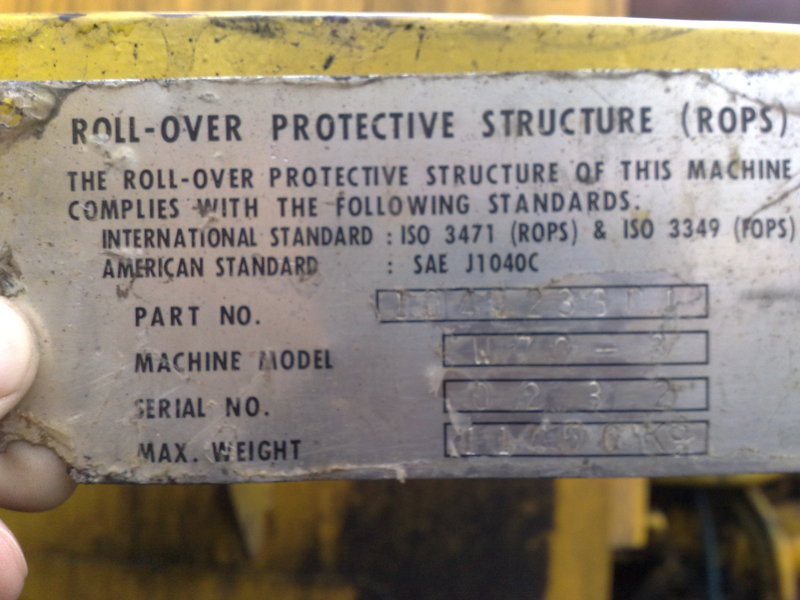 ROLL-OVER PROTECTIVE STRUCTURE (ROPS)
THE ROLL-OVER PROTECTIVE STRUCTURE OF THIS MACHINE
COMPLIES WITH THE FOLLOWING STANDARDS.
INTERNATIONAL STANDARD : ISO 3471 (ROPS) & ISO 3349 (FOPS)
AMERICAN STANDARD : SAE J1040C
PART NO.
MACHINE MODEL
SERIAL NO. 0232
MAX. WEIGHT